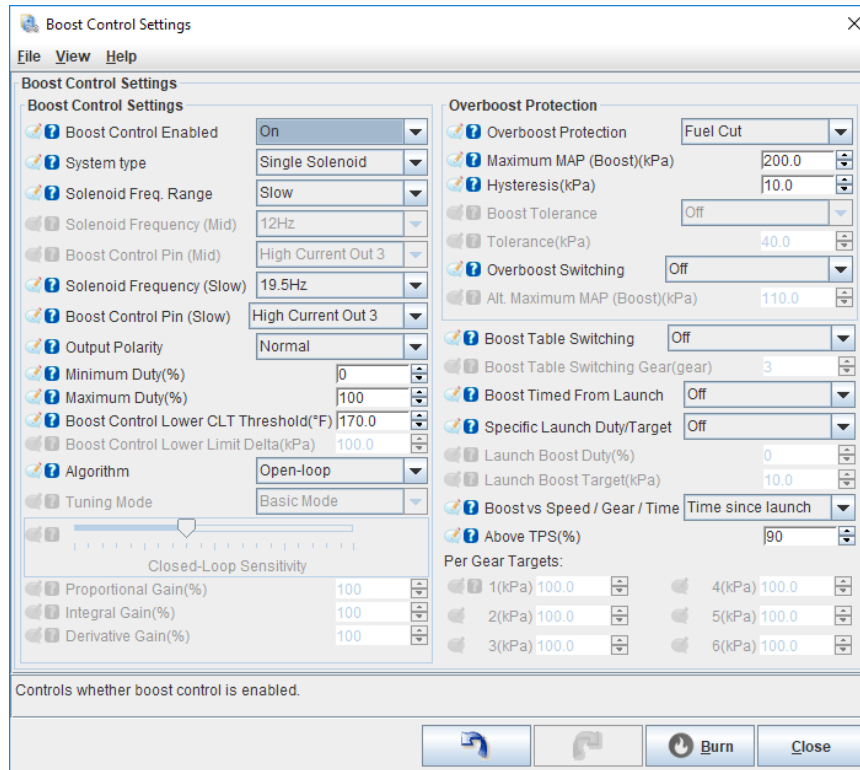 Boost Control Settings
File View Help
Boost Control Settings
Boost Control Settings
Boost Control Enabled On
System type Single Solenoid
Solenoid Freq. Range Slow
Solenoid Frequency (Mid) 12Hz
Boost Control Pin (Mid) High Current Out 3
Solenoid Frequency (Slow) 19.5Hz
Boost Control Pin (Slow) High Current Out 3
Output Polarity Normal
Minimum Duty(%) 0
Maximum Duty(%) 100
Boost Control Lower CLT Threshold(°F) 170.0
Boost Control Lower Limit Delta(kPa) 100.0
Algorithm Open-loop
Tuning Mode Basic Mode
Closed-Loop Sensitivity
Proportional Gain(%) 100
Integral Gain(%) 100
Derivative Gain(%) 100
Overboost Protection
Overboost Protection Fuel Cut
Maximum MAP (Boost)(kPa) 200.0
Hysteresis(kPa) 10.0
Boost Tolerance Off
Tolerance(kPa) 40.0
Overboost Switching Off
Alt. Maximum MAP (Boost)(kPa) 110.0
Boost Table Switching Off
Boost Table Switching Gear(gear) 3
Boost Timed From Launch Off
Specific Launch Duty/Target Off
Launch Boost Duty(%) 0
Launch Boost Target(kPa) 10.0
Boost vs Speed / Gear / Time Time since launch
Above TPS(%) 90
Per Gear Targets:
1(kPa) 100.0 4(kPa) 100.0
2(kPa) 100.0 5(kPa) 100.0
3(kPa) 100.0 6(kPa) 100.0
Controls whether boost control is enabled.
Burn Close